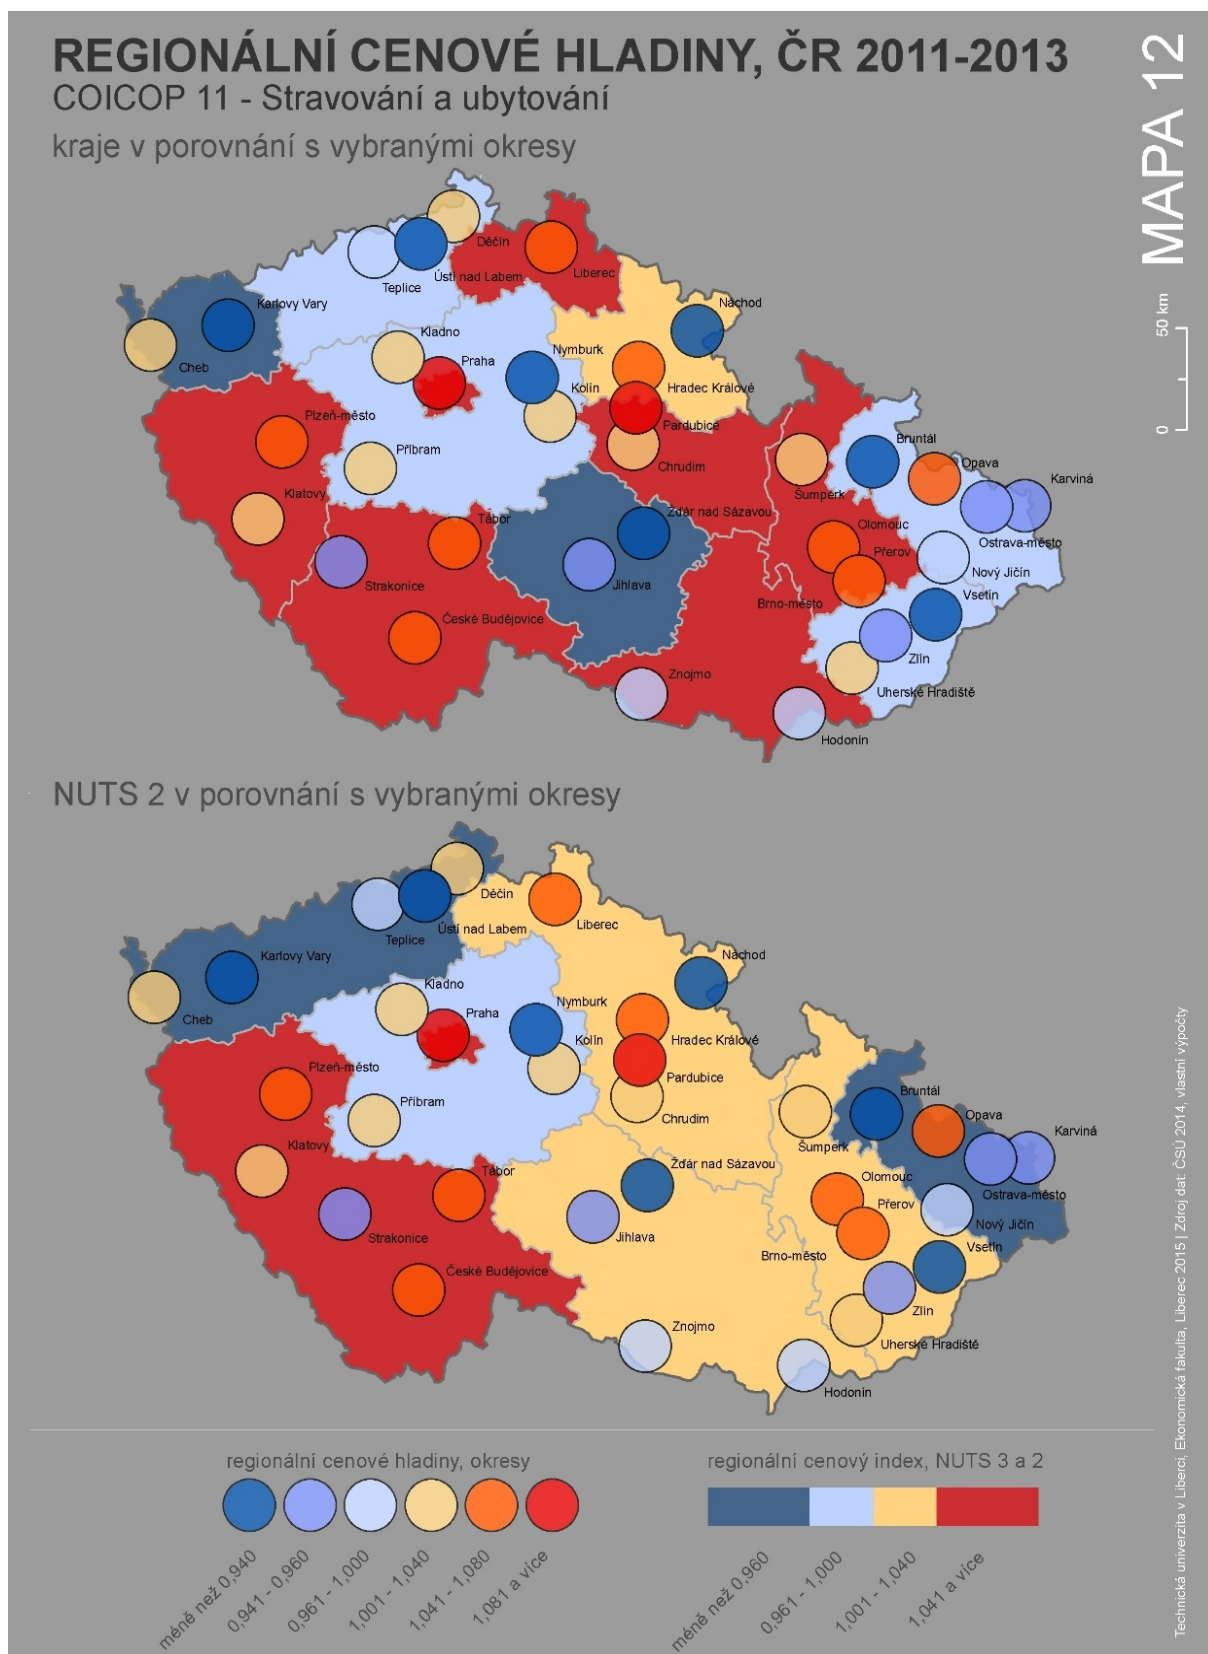 REGIONÁLNÍ CENOVÉ HLADINY, ČR 2011-2013
COICOP 11 - Stravování a ubytování
kraje v porovnání s vybranými okresy
MAPA 12
50 km
0
Děčín
Ústí nad Labem
Liberec
Teplice
Karlovy Vary
Náchod
Kladno
Cheb
Praha
Nymburk
Kolín
Hradec Králové
Plzeň-město
Pardubice
Příbram
Chrudim
Bruntál
Opava
Karviná
Klatovy
Šumperk
Žďár nad Sázavou
Tábor
Olomouc
Ostrava-město
Přerov
Nový Jičín
Strakonice
Jihlava
Vsetín
Brno-město
České Budějovice
Zlín
Znojmo
Uherské Hradiště
Hodonín
NUTS 2 v porovnání s vybranými okresy
Děčín
Liberec
Ústí nad Labem
Teplice
Karlovy Vary
Náchod
Kladno
Nymburk
Cheb
Praha
Kolín
Hradec Králové
Plzeň-město
Pardubice
Příbram
Chrudim
Bruntál
Opava
Karviná
Klatovy
Šumperk
Tábor
Žďár nad Sázavou
Olomouc
Ostrava-město
Přerov
Nový Jičín
Strakonice
Jihlava
Vsetín
Brno-město
České Budějovice
Zlín
Znojmo
Uherské Hradiště
Hodonín
regionální cenové hladiny, okresy
méně než 0,940
0,941 - 0,960
0,961 - 1,000
1,001 - 1,040
1,041 - 1,080
1,081 a více
regionální cenový index, NUTS 3 a 2
méně než 0,960
0,961 - 1,000
1,001 - 1,040
1,041 a více
Technická univerzita v Liberci, Ekonomická fakulta, Liberec 2015 | Zdroj dat: ČSÚ 2014, vlastní výpočty